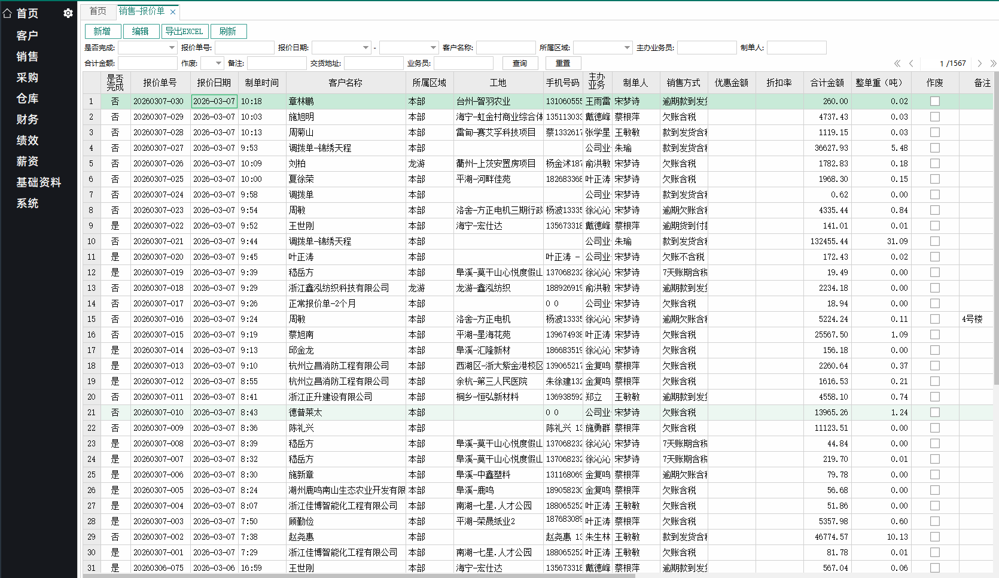 首页
客户
销售
采购
仓库
财务
绩效
薪资
基础资料
系统
首页 销售-报价单 ×
新增 编辑 导出EXCEL 刷新
是否完成: 报价单号: 报价日期: - 客户名称: 所属区域: 主办业务员: 制单人:
合计金额: 作废: 备注: 交货地址: 业务员: 查询 重置 1 /1567
是否完成 报价单号 报价日期 制单时间 客户名称 所属区域 工地 手机号码 主办业务 制单人 销售方式 优惠金额 折扣率 合计金额 整单重（吨） 作废 备注
1 否 20260307-030 2026-03-07 10:18 章林鹏 本部 台州-智羽农业 131060555 王雨雷 宋梦诗 逾期款到发货 260.00 0.02
2 否 20260307-029 2026-03-07 10:03 施旭明 本部 海宁-虹金村商业综合体 135113033 戴德峰 蔡根萍 欠账含税 4737.43 0.03
3 否 20260307-028 2026-03-07 10:13 周菊山 本部 雷甸-赛艾孚科技项目 蔡1332617 张学星 王敏敏 款到发货含税 1119.15 0.03
4 否 20260307-027 2026-03-07 9:53 调拨单-锦绣天程 本部 公司业 朱瑜 款到发货含税 36627.93 5.48
5 否 20260307-026 2026-03-07 10:09 刘柏 龙游 衢州-上茨安置房项目 杨金沭187 俞洪敏 宋梦诗 欠账含税 1782.83 0.18
6 否 20260307-025 2026-03-07 10:00 夏徐荣 本部 平湖-河畔佳苑 182683368 叶正涛 宋梦诗 欠账含税 1968.30 0.15
7 否 20260307-024 2026-03-07 9:58 调拨单 本部 公司业 宋梦诗 款到发货含税 0.62 0.00
8 否 20260307-023 2026-03-07 9:54 周敏 本部 洛舍-方正电机三期行政 杨波13335 徐沁沁 宋梦诗 逾期欠账含税 4335.44 0.84
9 是 20260307-022 2026-03-07 9:52 王世刚 本部 海宁-宏仕达 135673318 戴德峰 蔡根萍 逾期货到付款 141.01 0.01
10 否 20260307-021 2026-03-07 9:44 调拨单-锦绣天程 本部 公司业 朱瑜 款到发货含税 132455.44 31.09
11 是 20260307-020 2026-03-07 9:45 叶正涛 本部 叶正涛 - 公司业 宋梦诗 欠账不含税 172.43 0.02
12 是 20260307-019 2026-03-07 9:39 嵇岳方 本部 阜溪-莫干山心悦度假山 137068232 徐沁沁 宋梦诗 7天账期含税 19.49 0.00
13 否 20260307-018 2026-03-07 9:29 浙江鑫泓纺织科技有限公司 龙游 龙游-鑫泓纺织 188926919 俞洪敏 宋梦诗 逾期款到发货 2234.18 0.00
14 否 20260307-017 2026-03-07 9:26 正常报价单-2个月 本部 0 0 公司业 宋梦诗 欠账含税 18.94 0.00
15 否 20260307-016 2026-03-07 9:24 周敏 本部 洛舍-方正电机 杨波13335 徐沁沁 宋梦诗 逾期欠账含税 5224.24 0.11 4号楼
16 否 20260307-015 2026-03-07 9:19 蔡旭南 本部 平湖-星海花苑 139674938 叶正涛 宋梦诗 欠账含税 25567.50 1.09
17 是 20260307-014 2026-03-07 9:13 邱金龙 本部 阜溪-汇隆新材 186683519 徐沁沁 宋梦诗 欠账含税 156.18 0.00
18 是 20260307-013 2026-03-07 9:10 杭州立昌消防工程有限公司 本部 西湖区-浙大紫金港校区 139065217 金复鸣 蔡根萍 欠账含税 2260.64 0.37
19 是 20260307-012 2026-03-07 8:55 杭州立昌消防工程有限公司 本部 余杭-第三人民医院 朱徐建132 金复鸣 蔡根萍 欠账含税 1616.53 0.21
20 否 20260307-011 2026-03-07 8:41 浙江正升建设有限公司 本部 桐乡-恒弘新材料 136938592 郑立 王敏敏 逾期款到发货 4558.10 0.74
21 否 20260307-010 2026-03-07 8:43 德普莱太 本部 0 0 公司业 宋梦诗 欠账含税 13965.26 1.24
22 否 20260307-009 2026-03-07 8:36 陈礼兴 本部 陈礼兴 13 施勇群 蔡根萍 欠账含税 11123.51 0.00
23 是 20260307-008 2026-03-07 8:39 嵇岳方 本部 阜溪-莫干山心悦度假山 137068232 徐沁沁 宋梦诗 7天账期含税 44.84 0.00
24 是 20260307-007 2026-03-07 8:32 嵇岳方 本部 阜溪-莫干山心悦度假山 137068232 徐沁沁 宋梦诗 7天账期含税 219.70 0.01
25 是 20260307-006 2026-03-07 8:30 施新章 本部 阜溪-中鑫塑料 131168069 金复鸣 蔡根萍 逾期欠账含税 79.78 0.00
26 是 20260307-005 2026-03-07 8:24 湖州鹿鸣南山生态农业开发有限 本部 阜溪-鹿鸣 189058230 金复鸣 蔡根萍 欠账含税 56.68 0.00
27 是 20260307-004 2026-03-07 8:07 浙江佳博智能化工程有限公司 本部 南湖-七星.人才公园 188065252 叶正涛 王敏敏 欠账含税 51.86 0.00
28 是 20260307-003 2026-03-07 7:50 顾勤俭 本部 平湖-荣晟纸业2 187683089 叶正涛 蔡根萍 欠账含税 5357.98 0.60
29 否 20260307-002 2026-03-07 7:38 赵尧惠 本部 赵尧惠 13 朱生林 王敏敏 款到发货含税 46774.57 10.13
30 是 20260307-001 2026-03-07 7:29 浙江佳博智能化工程有限公司 本部 南湖-七星.人才公园 188065252 叶正涛 王敏敏 欠账含税 81.78 0.01
31 是 20260306-075 2026-03-06 16:59 王世刚 本部 海宁-宏仕达 135673318 戴德峰 蔡根萍 逾期款到发货 567.04 0.06